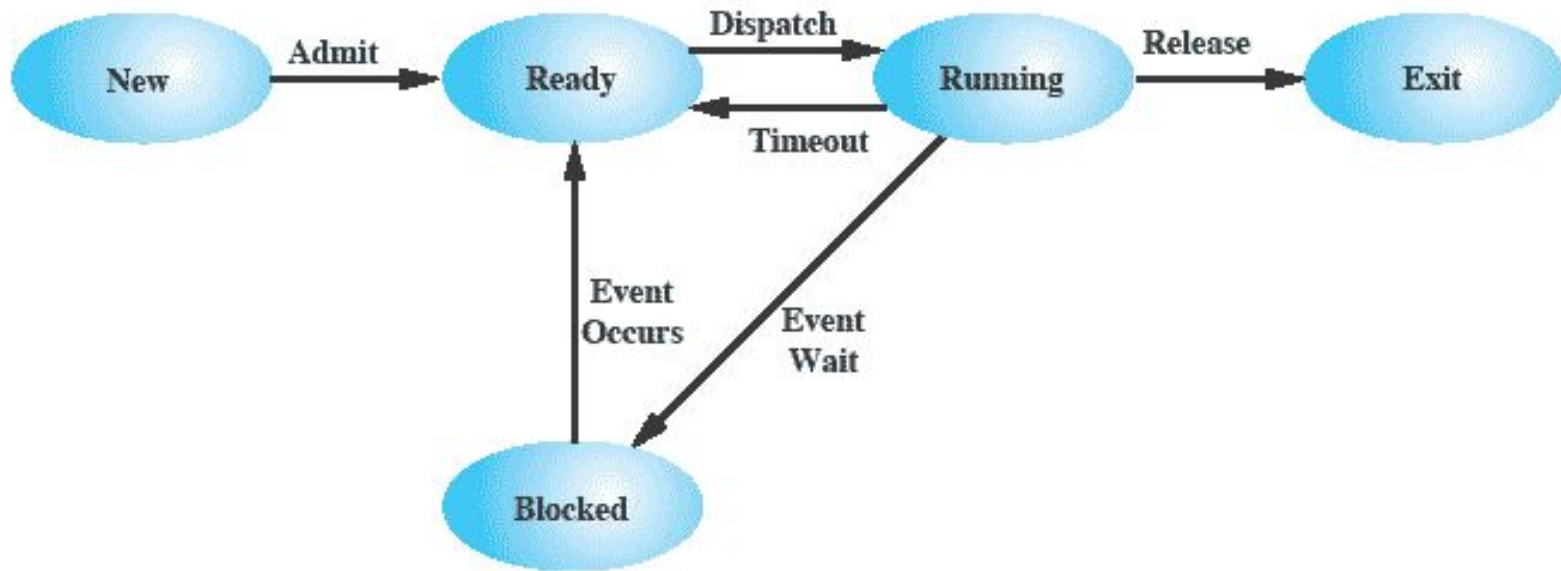 Dispatch
Admit
Release
New
Ready
Running
Exit
Timeout
Event
Occurs
Event
Wait
Blocked